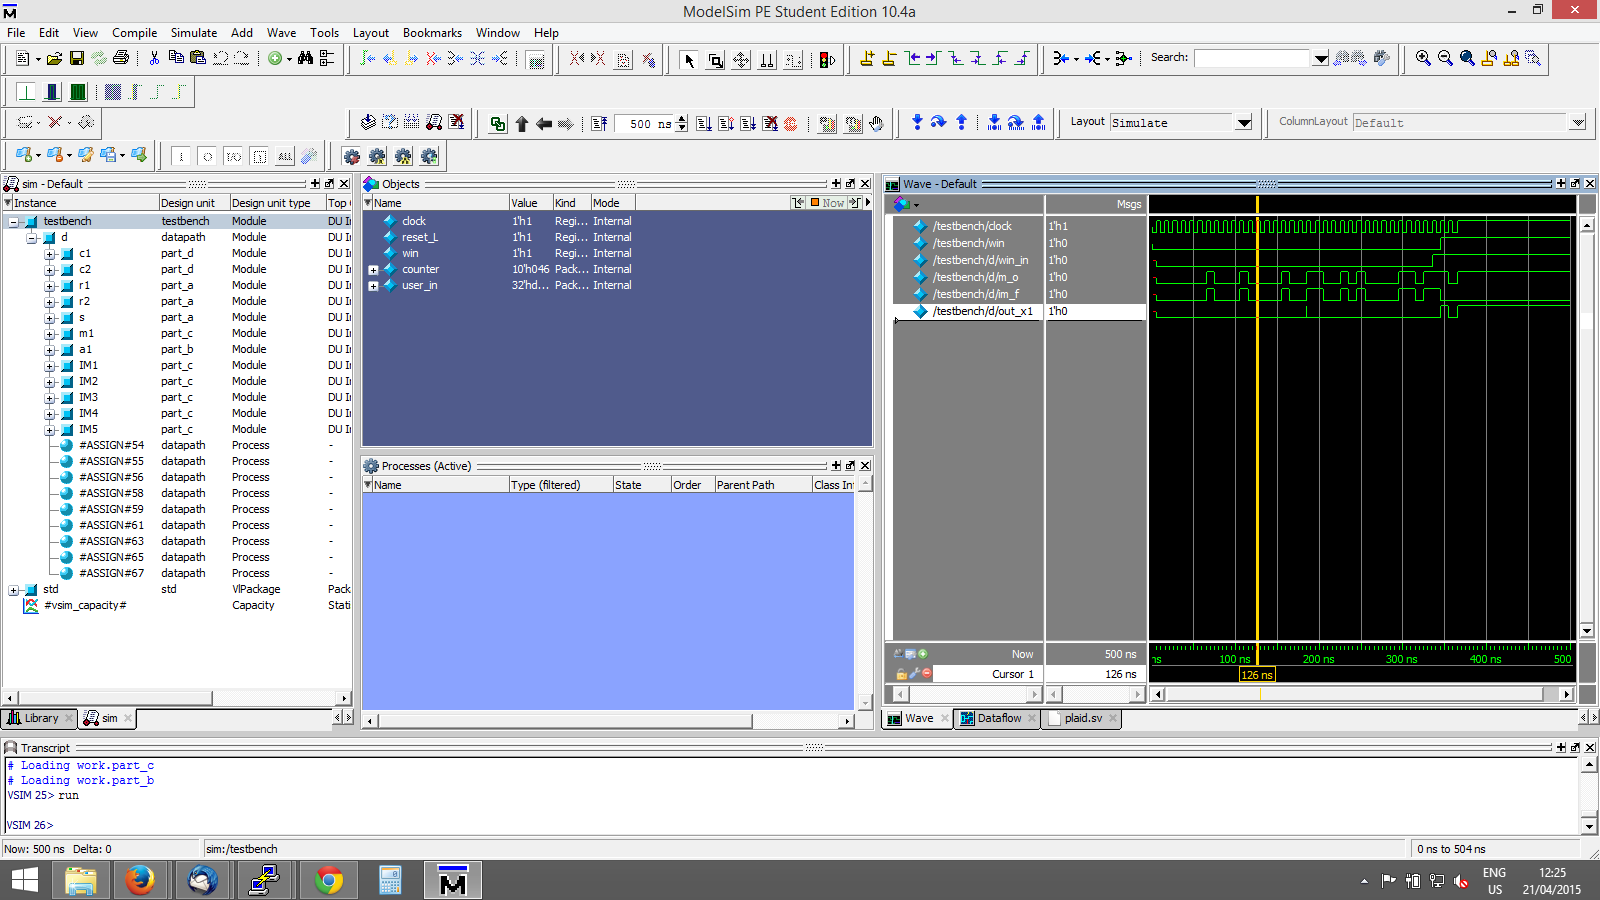 ModelSim PE Student Edition 10.4a
File Edit View Compile Simulate Add Wave Tools Layout Bookmarks Window Help
Search:
500 ns
Layout Simulate
ColumnLayout Default
sim - Default
Instance Design unit Design unit type Top
testbench testbench Module DU I
d datapath Module DU I
c1 part_d Module DU I
c2 part_d Module DU I
r1 part_a Module DU I
r2 part_a Module DU I
s part_a Module DU I
m1 part_c Module DU I
a1 part_b Module DU I
IM1 part_c Module DU I
IM2 part_c Module DU I
IM3 part_c Module DU I
IM4 part_c Module DU I
IM5 part_c Module DU I
#ASSIGN#54 datapath Process -
#ASSIGN#55 datapath Process -
#ASSIGN#56 datapath Process -
#ASSIGN#58 datapath Process -
#ASSIGN#59 datapath Process -
#ASSIGN#61 datapath Process -
#ASSIGN#63 datapath Process -
#ASSIGN#65 datapath Process -
#ASSIGN#67 datapath Process -
std std VlPackage Pack
#vsim_capacity# Capacity Stati
Library sim
Objects
Name Value Kind Mode Now
clock 1'h1 Regi... Internal
reset_L 1'h1 Regi... Internal
win 1'h1 Regi... Internal
counter 10'h046 Pack... Internal
user_in 32'hd... Pack... Internal
Processes (Active)
Name Type (filtered) State Order Parent Path Class In
Wave - Default
Msgs
/testbench/clock 1'h1
/testbench/win 1'h0
/testbench/d/win_in 1'h0
/testbench/d/m_o 1'h0
/testbench/d/im_f 1'h0
/testbench/d/out_x1 1'h0
Now 500 ns
ns 100 ns 200 ns 300 ns 400 ns 500
Cursor 1 126 ns
126 ns
Wave Dataflow plaid.sv
Transcript
# Loading work.part_c
# Loading work.part_b
VSIM 25> run
VSIM 26>
Now: 500 ns Delta: 0 sim:/testbench 0 ns to 504 ns
ENG 12:25
US 21/04/2015